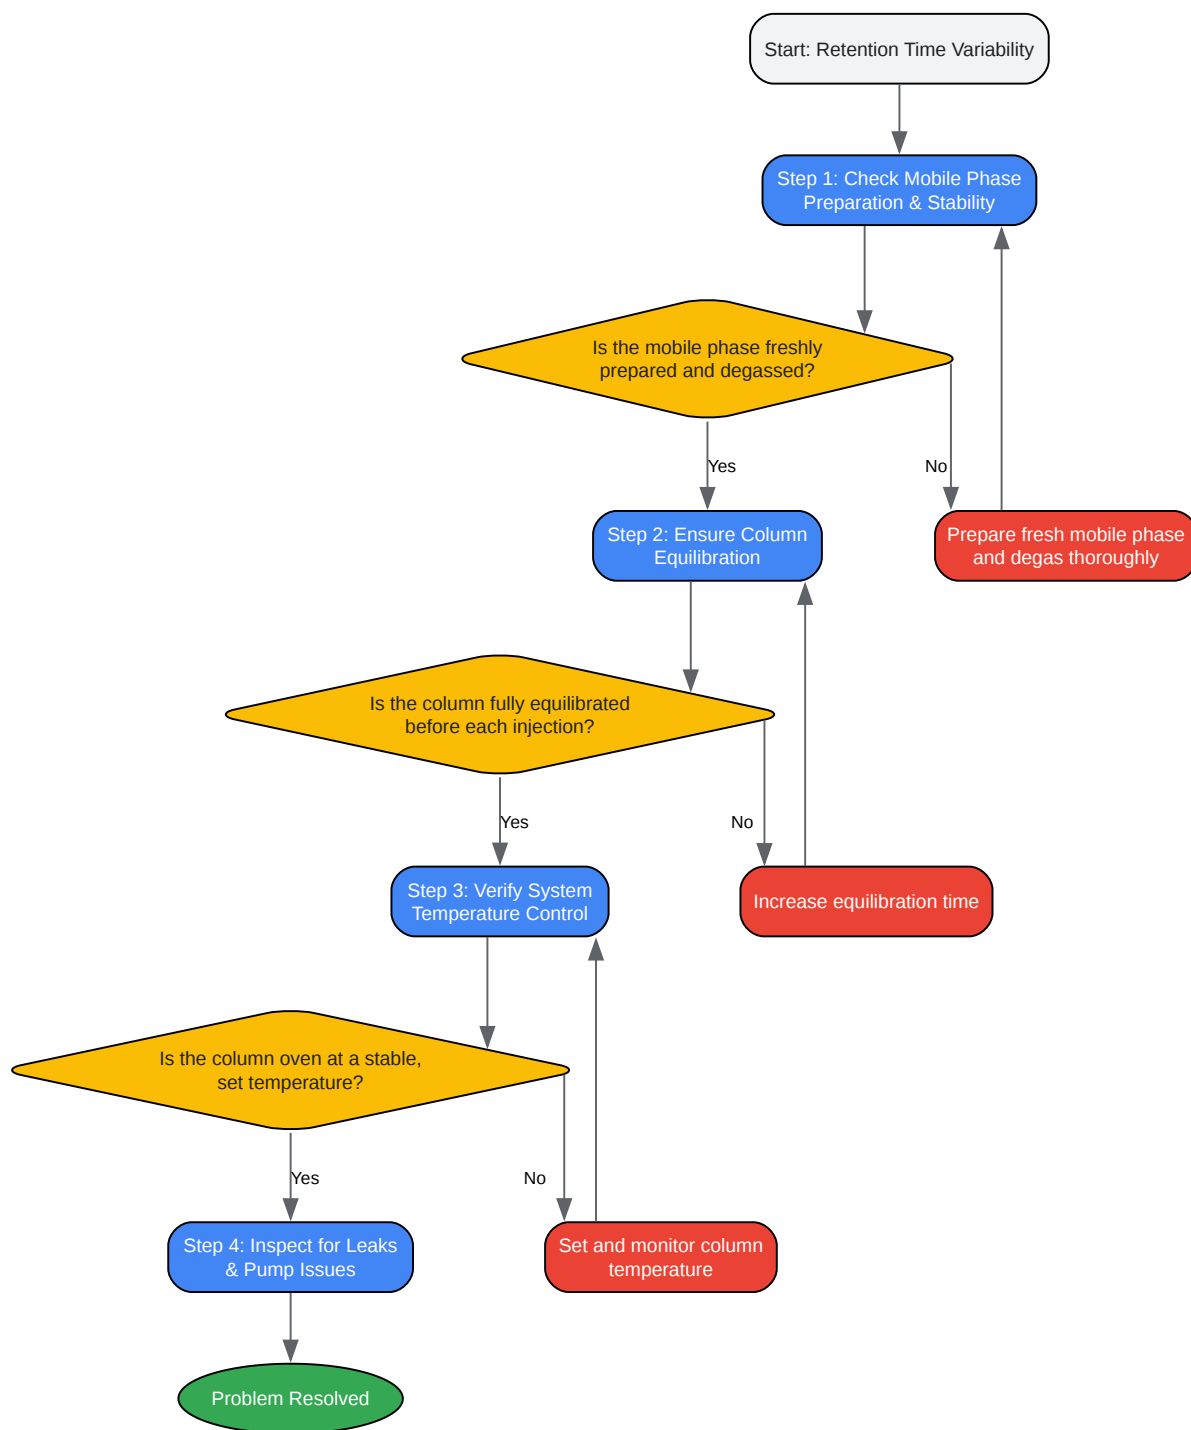 Start: Retention Time Variability
Step 1: Check Mobile Phase
Preparation & Stability
Is the mobile phase freshly
prepared and degassed?
Yes
No
Step 2: Ensure Column
Equilibration
Prepare fresh mobile phase
and degas thoroughly
Is the column fully equilibrated
before each injection?
Yes
No
Step 3: Verify System
Temperature Control
Increase equilibration time
Is the column oven at a stable,
set temperature?
Yes
No
Step 4: Inspect for Leaks
& Pump Issues
Set and monitor column
temperature
Problem Resolved